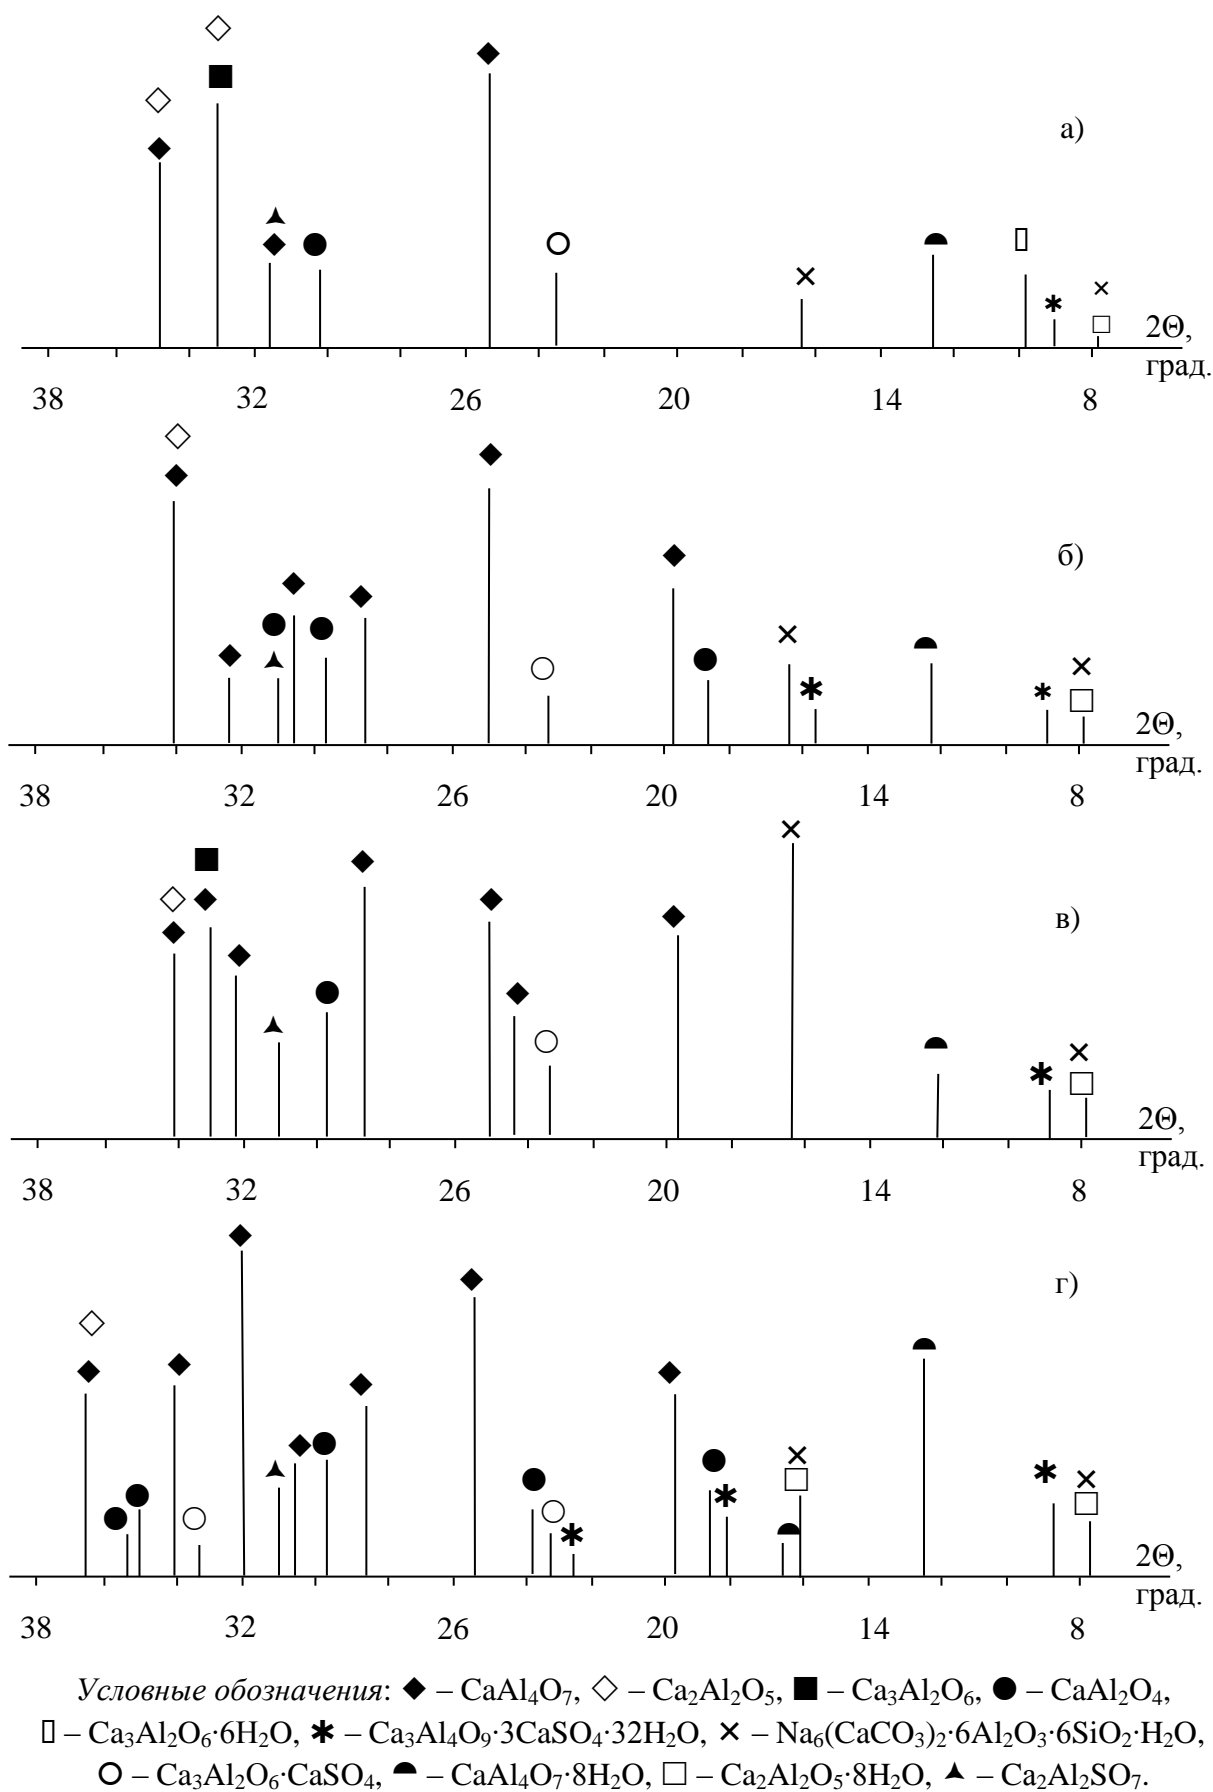 а)
2Θ,
град.
38 32 26 20 14 8
б)
2Θ,
град.
38 32 26 20 14 8
в)
2Θ,
град.
38 32 26 20 14 8
г)
2Θ,
град.
38 32 26 20 14 8
Условные обозначения: ◆ – CaAl₄O₇, ◇ – Ca₂Al₂O₅, ■ – Ca₃Al₂O₆, ● – CaAl₂O₄,
▯ – Ca₃Al₂O₆·6H₂O, ✱ – Ca₃Al₄O₉·3CaSO₄·32H₂O, × – Na₆(CaCO₃)₂·6Al₂O₃·6SiO₂·H₂O,
○ – Ca₃Al₂O₆·CaSO₄, ◓ – CaAl₄O₇·8H₂O, □ – Ca₂Al₂O₅·8H₂O, ▲ – Ca₂Al₂SO₇.